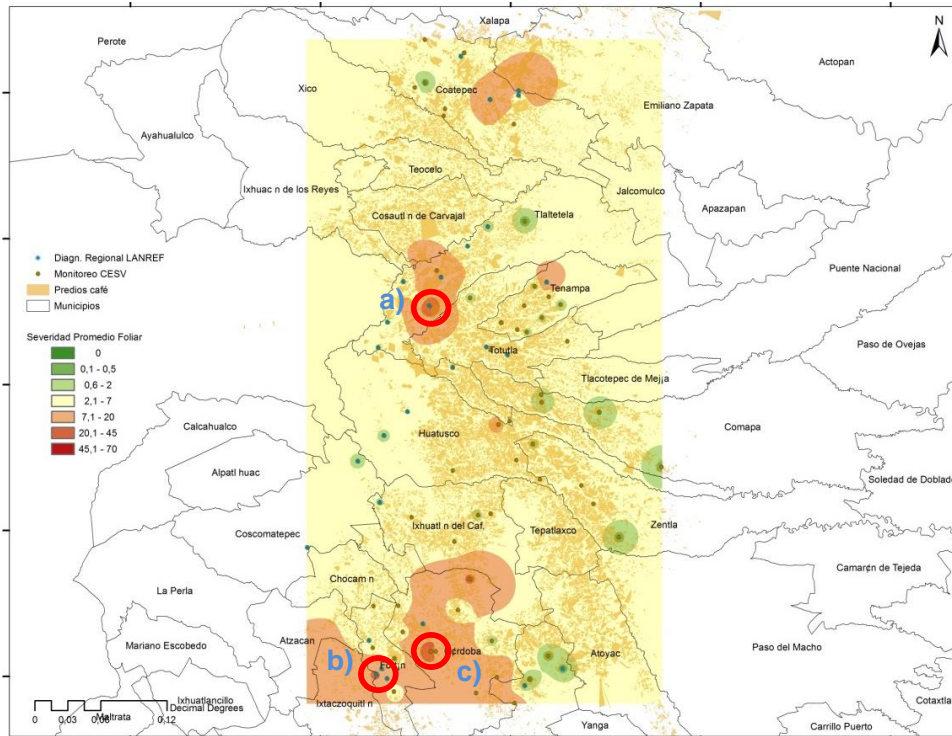 Xalapa
N
Perote
Actopan
Xico
Coatepec
Emiliano Zapata
Ayahualulco
Teocelo
Ixhuac n de los Reyes
Jalcomulco
Cosautl n de Carvajal
Tlaltetela
Apazapan
Diagn. Regional LANREF
Monitoreo CESV
Predios café
Municipios
a)
Tenampa
Puente Nacional
Severidad Promedio Foliar
0
0,1 - 0,5
0,6 - 2
2,1 - 7
7,1 - 20
20,1 - 45
45,1 - 70
Totutla
Paso de Ovejas
Tlacotepec de Mej¡a
Calcahualco
Huatusco
Comapa
Alpatl huac
Soledad de Doblado
Coscomatepec
Ixhuatl n del Caf‚
Tepatlaxco
Zentla
Chocam n
Camar¢n de Tejeda
La Perla
Atzacan
Mariano Escobedo
b)
Fort¡n
c)
Atoyac
Paso del Macho
Ixhuatlancillo
Ixtaczoquitl n
Cotaxtla
0 0,03 0,06 0,12
Decimal Degrees
Maltrata
Yanga
Carrillo Puerto